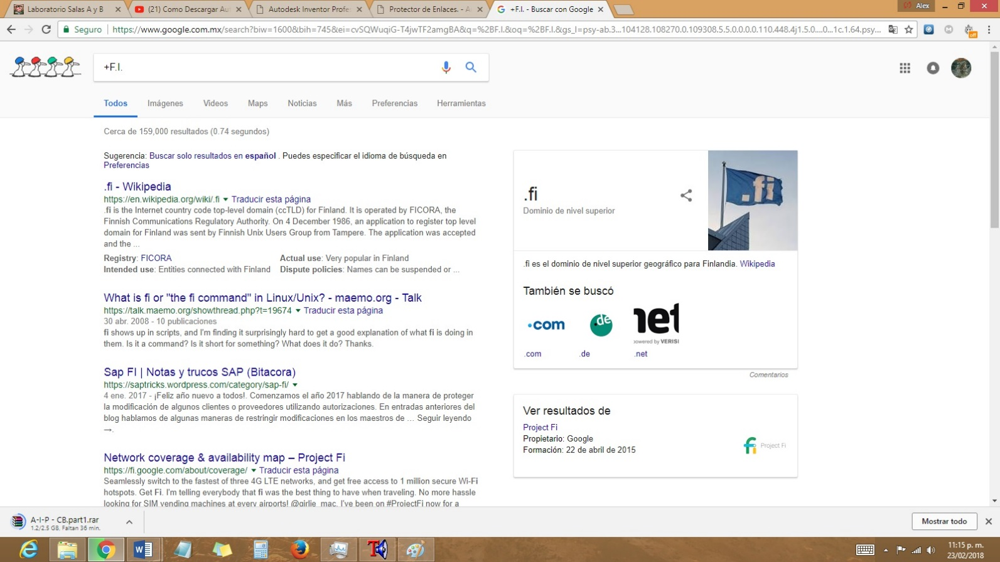 Laboratorio Salas A y B
(21) Como Descargar Au
Autodesk Inventor Profes
Protector de Enlaces. - A
+F.I. - Buscar con Google
Alex
Seguro
https://www.google.com.mx/search?biw=1600&bih=745&ei=cvSQWuqiG-T4jwTF2amgBA&q=%2BF.I.&oq=%2BF.I.&gs_l=psy-ab.3...104128.108270.0.109308.5.5.0.0.0.0.110.448.4j1.5.0....0...1c.1.64.psy...
off
+F.I.
Todos Imágenes Videos Maps Noticias Más Preferencias Herramientas
Cerca de 159,000 resultados (0.74 segundos)
Sugerencia: Buscar solo resultados en español . Puedes especificar el idioma de búsqueda en
Preferencias
.fi - Wikipedia
https://en.wikipedia.org/wiki/.fi ▾ Traducir esta página
.fi is the Internet country code top-level domain (ccTLD) for Finland. It is operated by FICORA, the
Finnish Communications Regulatory Authority. On 4 December 1986, an application to register top level
domain for Finland was sent by Finnish Unix Users Group from Tampere. The application was accepted
and the ...
Registry: FICORA Actual use: Very popular in Finland
Intended use: Entities connected with Finland Dispute policies: Names can be suspended or ...
What is fi or "the fi command" in Linux/Unix? - maemo.org - Talk
https://talk.maemo.org/showthread.php?t=19674 ▾ Traducir esta página
30 abr. 2008 - 10 publicaciones
fi shows up in scripts, and I'm finding it surprisingly hard to get a good explanation of what fi is doing in
them. Is it a command? Is it short for something? What does it do? Thanks.
Sap FI | Notas y trucos SAP (Bitacora)
https://saptricks.wordpress.com/category/sap-fi/ ▾
4 ene. 2017 - ¡Feliz año nuevo a todos!. Comenzamos el año 2017 hablando de la manera de proteger
la modificación de algunos clientes o proveedores utilizando autorizaciones. En entradas anteriores del
blog hablamos de algunas maneras de restringir modificaciones en los maestros de … Seguir leyendo
→.
Network coverage & availability map – Project Fi
https://fi.google.com/about/coverage/ ▾ Traducir esta página
Seamlessly switch to the fastest of three 4G LTE networks, and get free access to 1 million secure Wi-Fi
hotspots. Get Fi. I'm telling everybody that fi was the best thing to have when traveling. No more hassle
looking for SIM vending machines at every airports! @girlie_mac. I've been on #ProjectFi now for a
.fi
Dominio de nivel superior
.fi
.fi es el dominio de nivel superior geográfico para Finlandia. Wikipedia
También se buscó
com
.de
net
powered by VERISI
.com
.de
.net
Comentarios
Ver resultados de
Project Fi
Propietario: Google
Formación: 22 de abril de 2015
Project Fi
A-I-P - CB.part1.rar
1.2/2.5 GB, Faltan 36 min.
Mostrar todo
11:15 p. m.
23/02/2018